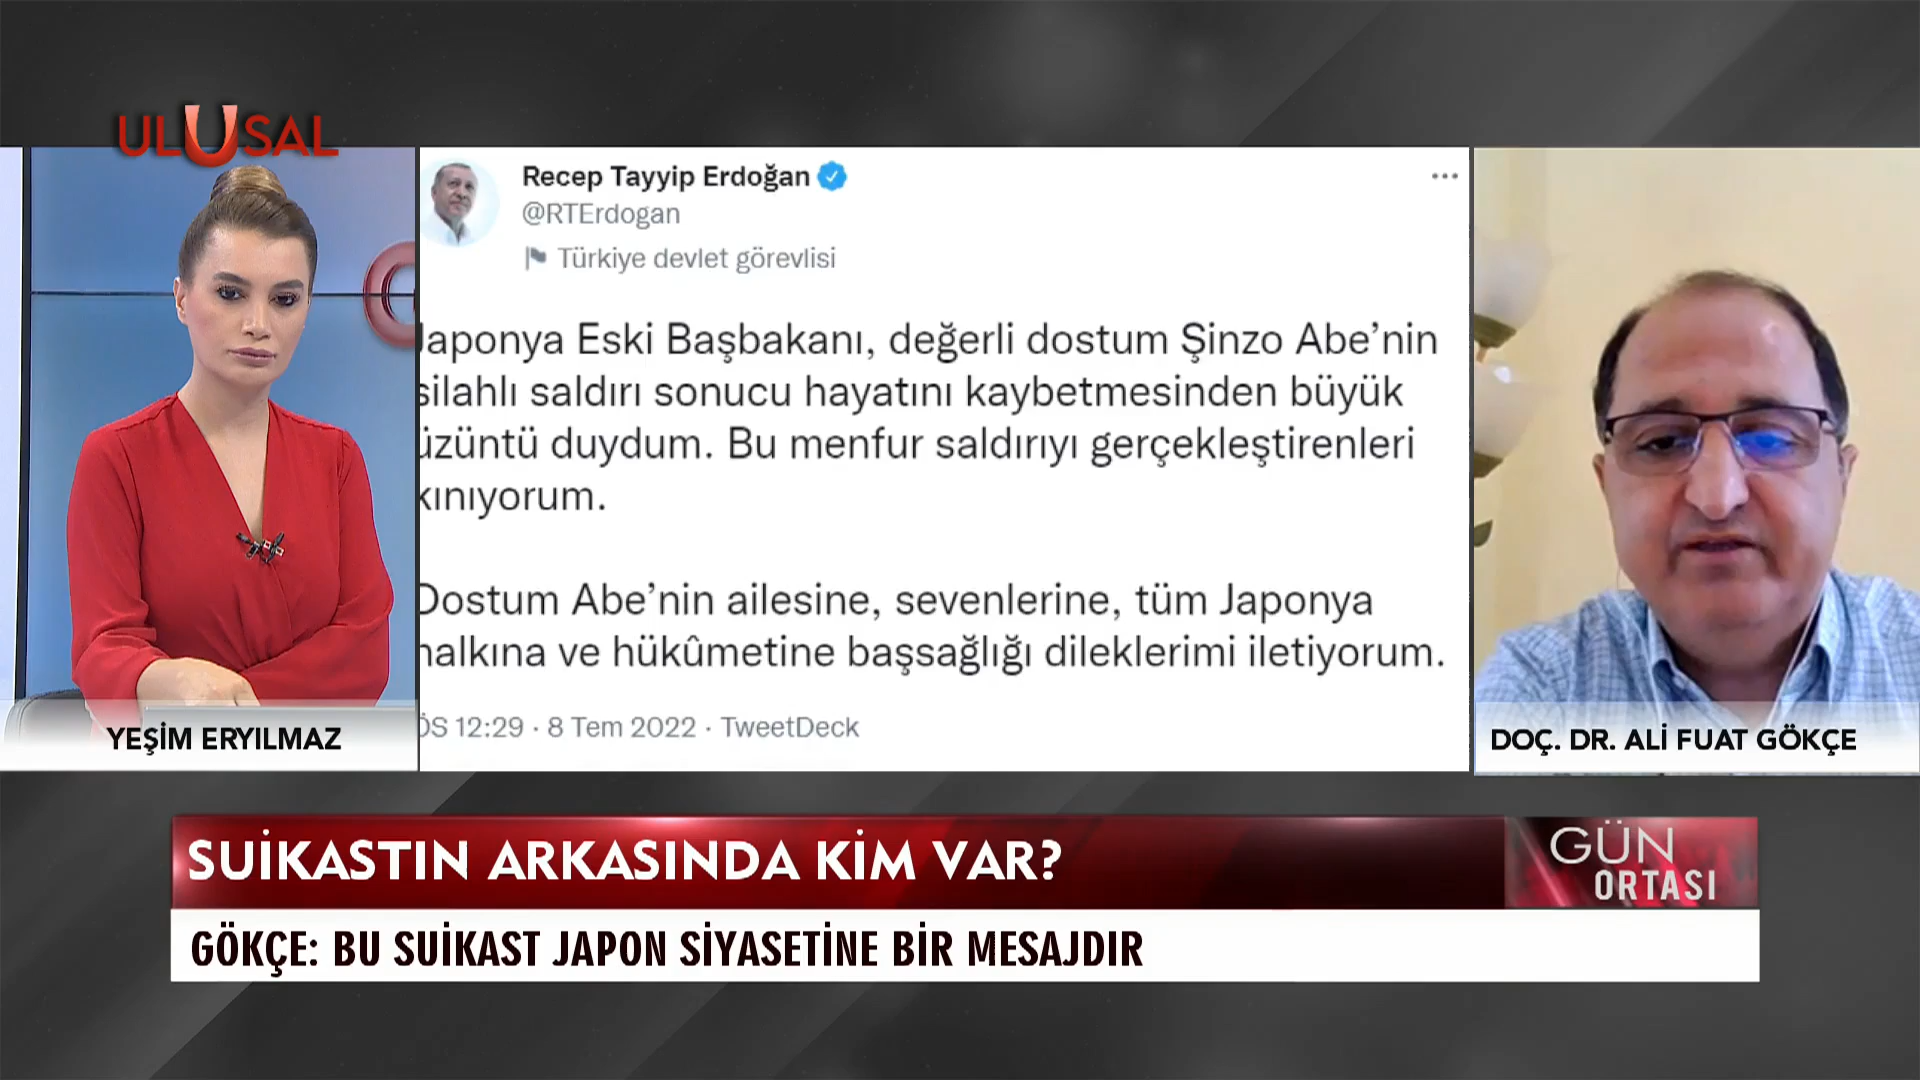 ULUSAL
Recep Tayyip Erdoğan
@RTErdogan
Türkiye devlet görevlisi
Japonya Eski Başbakanı, değerli dostum Şinzo Abe’nin
silahlı saldırı sonucu hayatını kaybetmesinden büyük
üzüntü duydum. Bu menfur saldırıyı gerçekleştirenleri
kınıyorum.
Dostum Abe’nin ailesine, sevenlerine, tüm Japonya
halkına ve hükûmetine başsağlığı dileklerimi iletiyorum.
ÖS 12:29 · 8 Tem 2022 · TweetDeck
YEŞİM ERYILMAZ
DOÇ. DR. ALİ FUAT GÖKÇE
SUİKASTIN ARKASINDA KİM VAR?
GÜN
ORTASI
GÖKÇE: BU SUİKAST JAPON SİYASETİNE BİR MESAJDIR